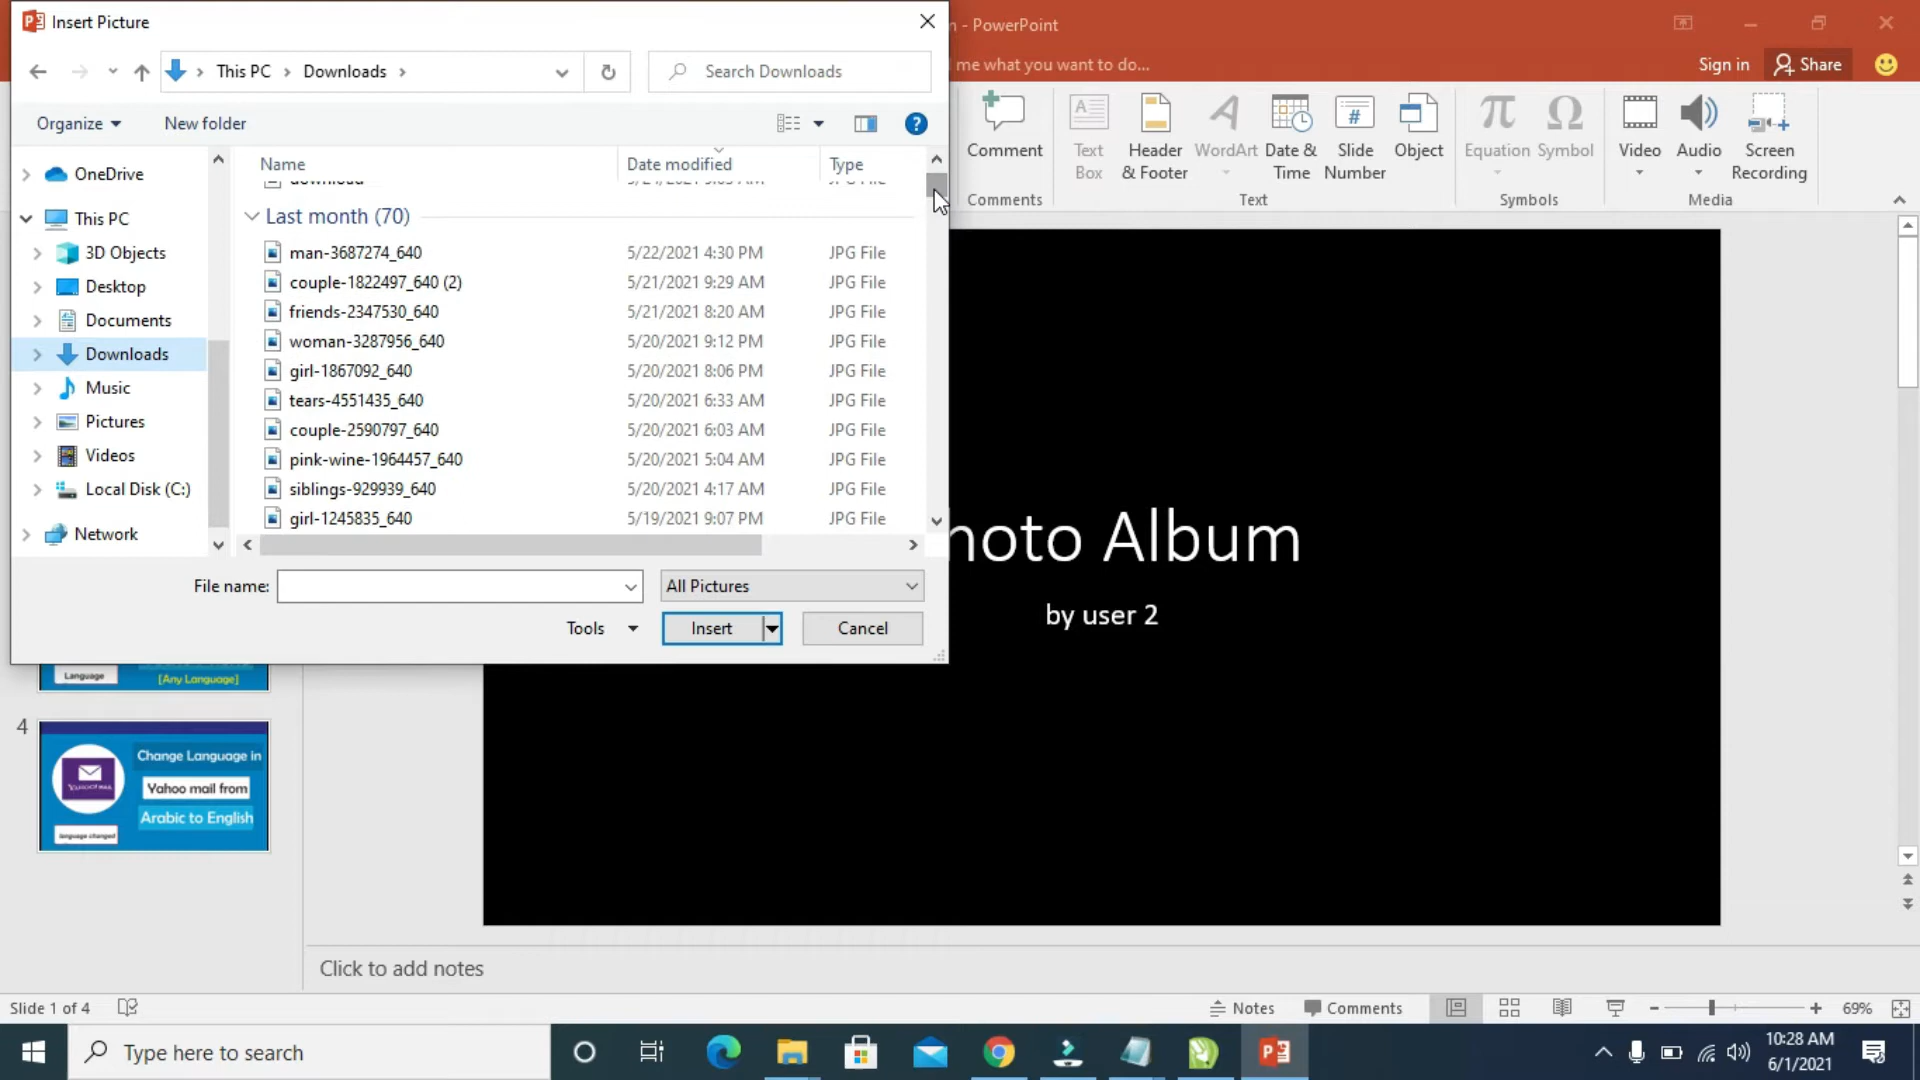 Insert Picture
n - PowerPoint
This PC
Downloads
Search Downloads
me what you want to do...
Sign in
Share
Organize
New folder
Comment
Text
Box
Header
& Footer
WordArt
Date &
Time
Slide
Number
Object
Equation
Symbol
Video
Audio
Screen
Recording
Comments
Text
Symbols
Media
OneDrive
This PC
3D Objects
Desktop
Documents
Downloads
Music
Pictures
Videos
Local Disk (C:)
Network
Name
Date modified
Type
download
Last month (70)
man-3687274_640 5/22/2021 4:30 PM JPG File
couple-1822497_640 (2) 5/21/2021 9:29 AM JPG File
friends-2347530_640 5/21/2021 8:20 AM JPG File
woman-3287956_640 5/20/2021 9:12 PM JPG File
girl-1867092_640 5/20/2021 8:06 PM JPG File
tears-4551435_640 5/20/2021 6:33 AM JPG File
couple-2590797_640 5/20/2021 6:03 AM JPG File
pink-wine-1964457_640 5/20/2021 5:04 AM JPG File
siblings-929939_640 5/20/2021 4:17 AM JPG File
girl-1245835_640 5/19/2021 9:07 PM JPG File
File name:
All Pictures
Tools
Insert
Cancel
hoto Album
by user 2
Language
[Any Language]
4
Change Language in
Yahoo mail from
Arabic to English
YAHOO! MAIL
language changed
Click to add notes
Slide 1 of 4
Notes
Comments
69%
Type here to search
10:28 AM
6/1/2021